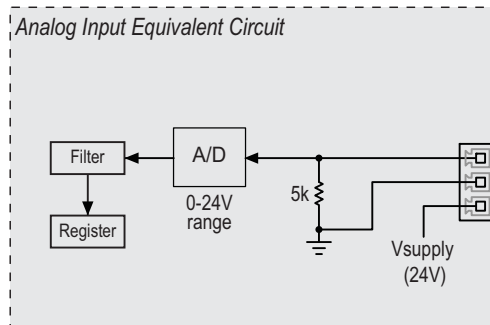 Analog Input Equivalent Circuit
Filter
A/D
5k
0-24V
range
Register
Vsupply
(24V)